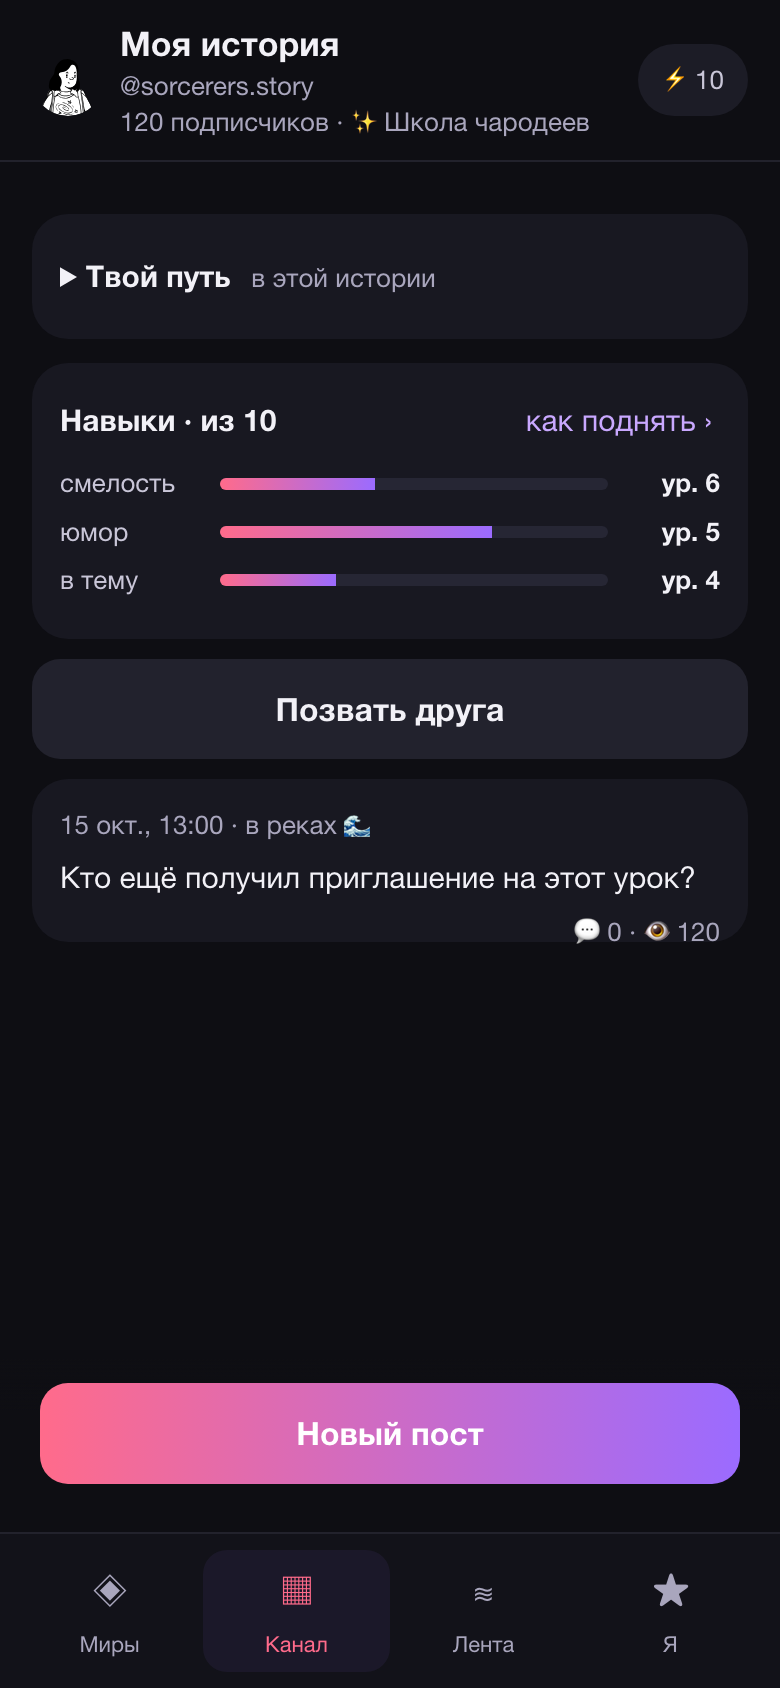 Моя история
@sorcerers.story
120 подписчиков · ✨ Школа чародеев
⚡ 10
▶ Твой путь в этой истории
Навыки · из 10 как поднять ›
смелость ур. 6
юмор ур. 5
в тему ур. 4
Позвать друга
15 окт., 13:00 · в реках 🌊
Кто ещё получил приглашение на этот урок?
💬 0 · 👁️ 120
Новый пост
Миры
Канал
Лента
Я